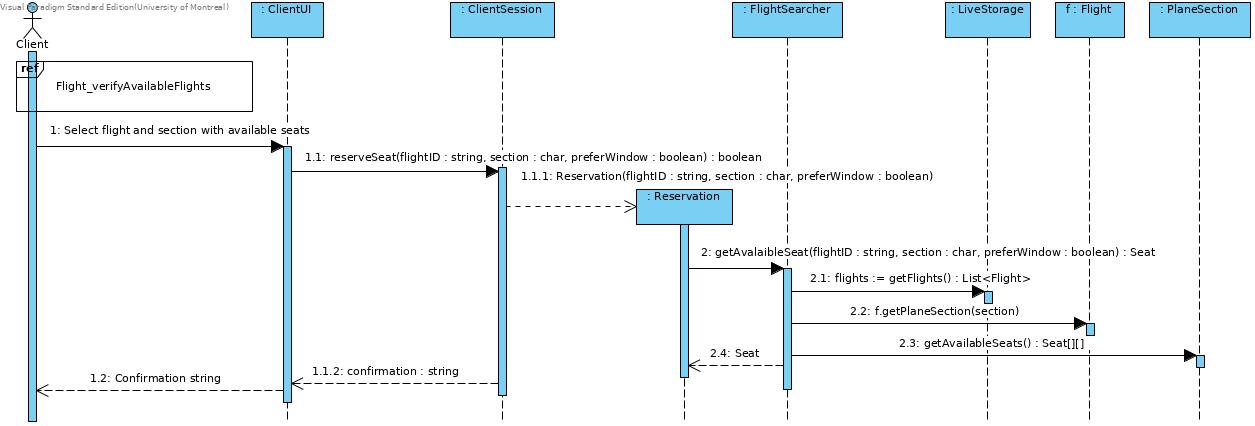 Visual Paradigm Standard Edition(University of Montreal)
Client
: ClientUI
: ClientSession
: FlightSearcher
: LiveStorage
f : Flight
: PlaneSection
ref
Flight_verifyAvailableFlights
1: Select flight and section with available seats
1.1: reserveSeat(flightID : string, section : char, preferWindow : boolean) : boolean
1.1.1: Reservation(flightID : string, section : char, preferWindow : boolean)
: Reservation
2: getAvalaibleSeat(flightID : string, section : char, preferWindow : boolean) : Seat
2.1: flights := getFlights() : List<Flight>
2.2: f.getPlaneSection(section)
2.3: getAvailableSeats() : Seat[][]
2.4: Seat
1.1.2: confirmation : string
1.2: Confirmation string